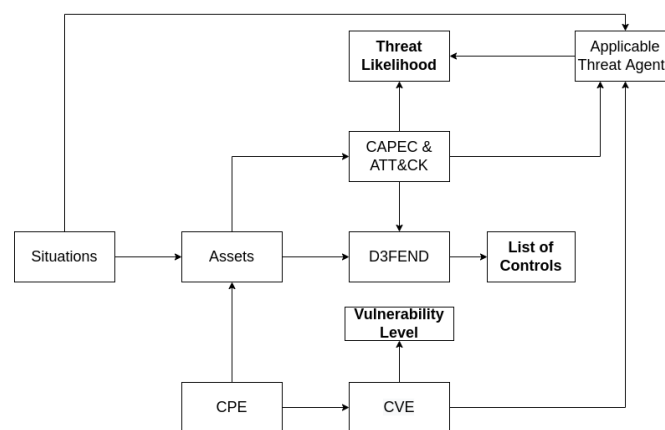 Threat
Likelihood
Applicable
Threat Agent
CAPEC &
ATT&CK
Situations
Assets
D3FEND
List of
Controls
Vulnerability
Level
CPE
CVE